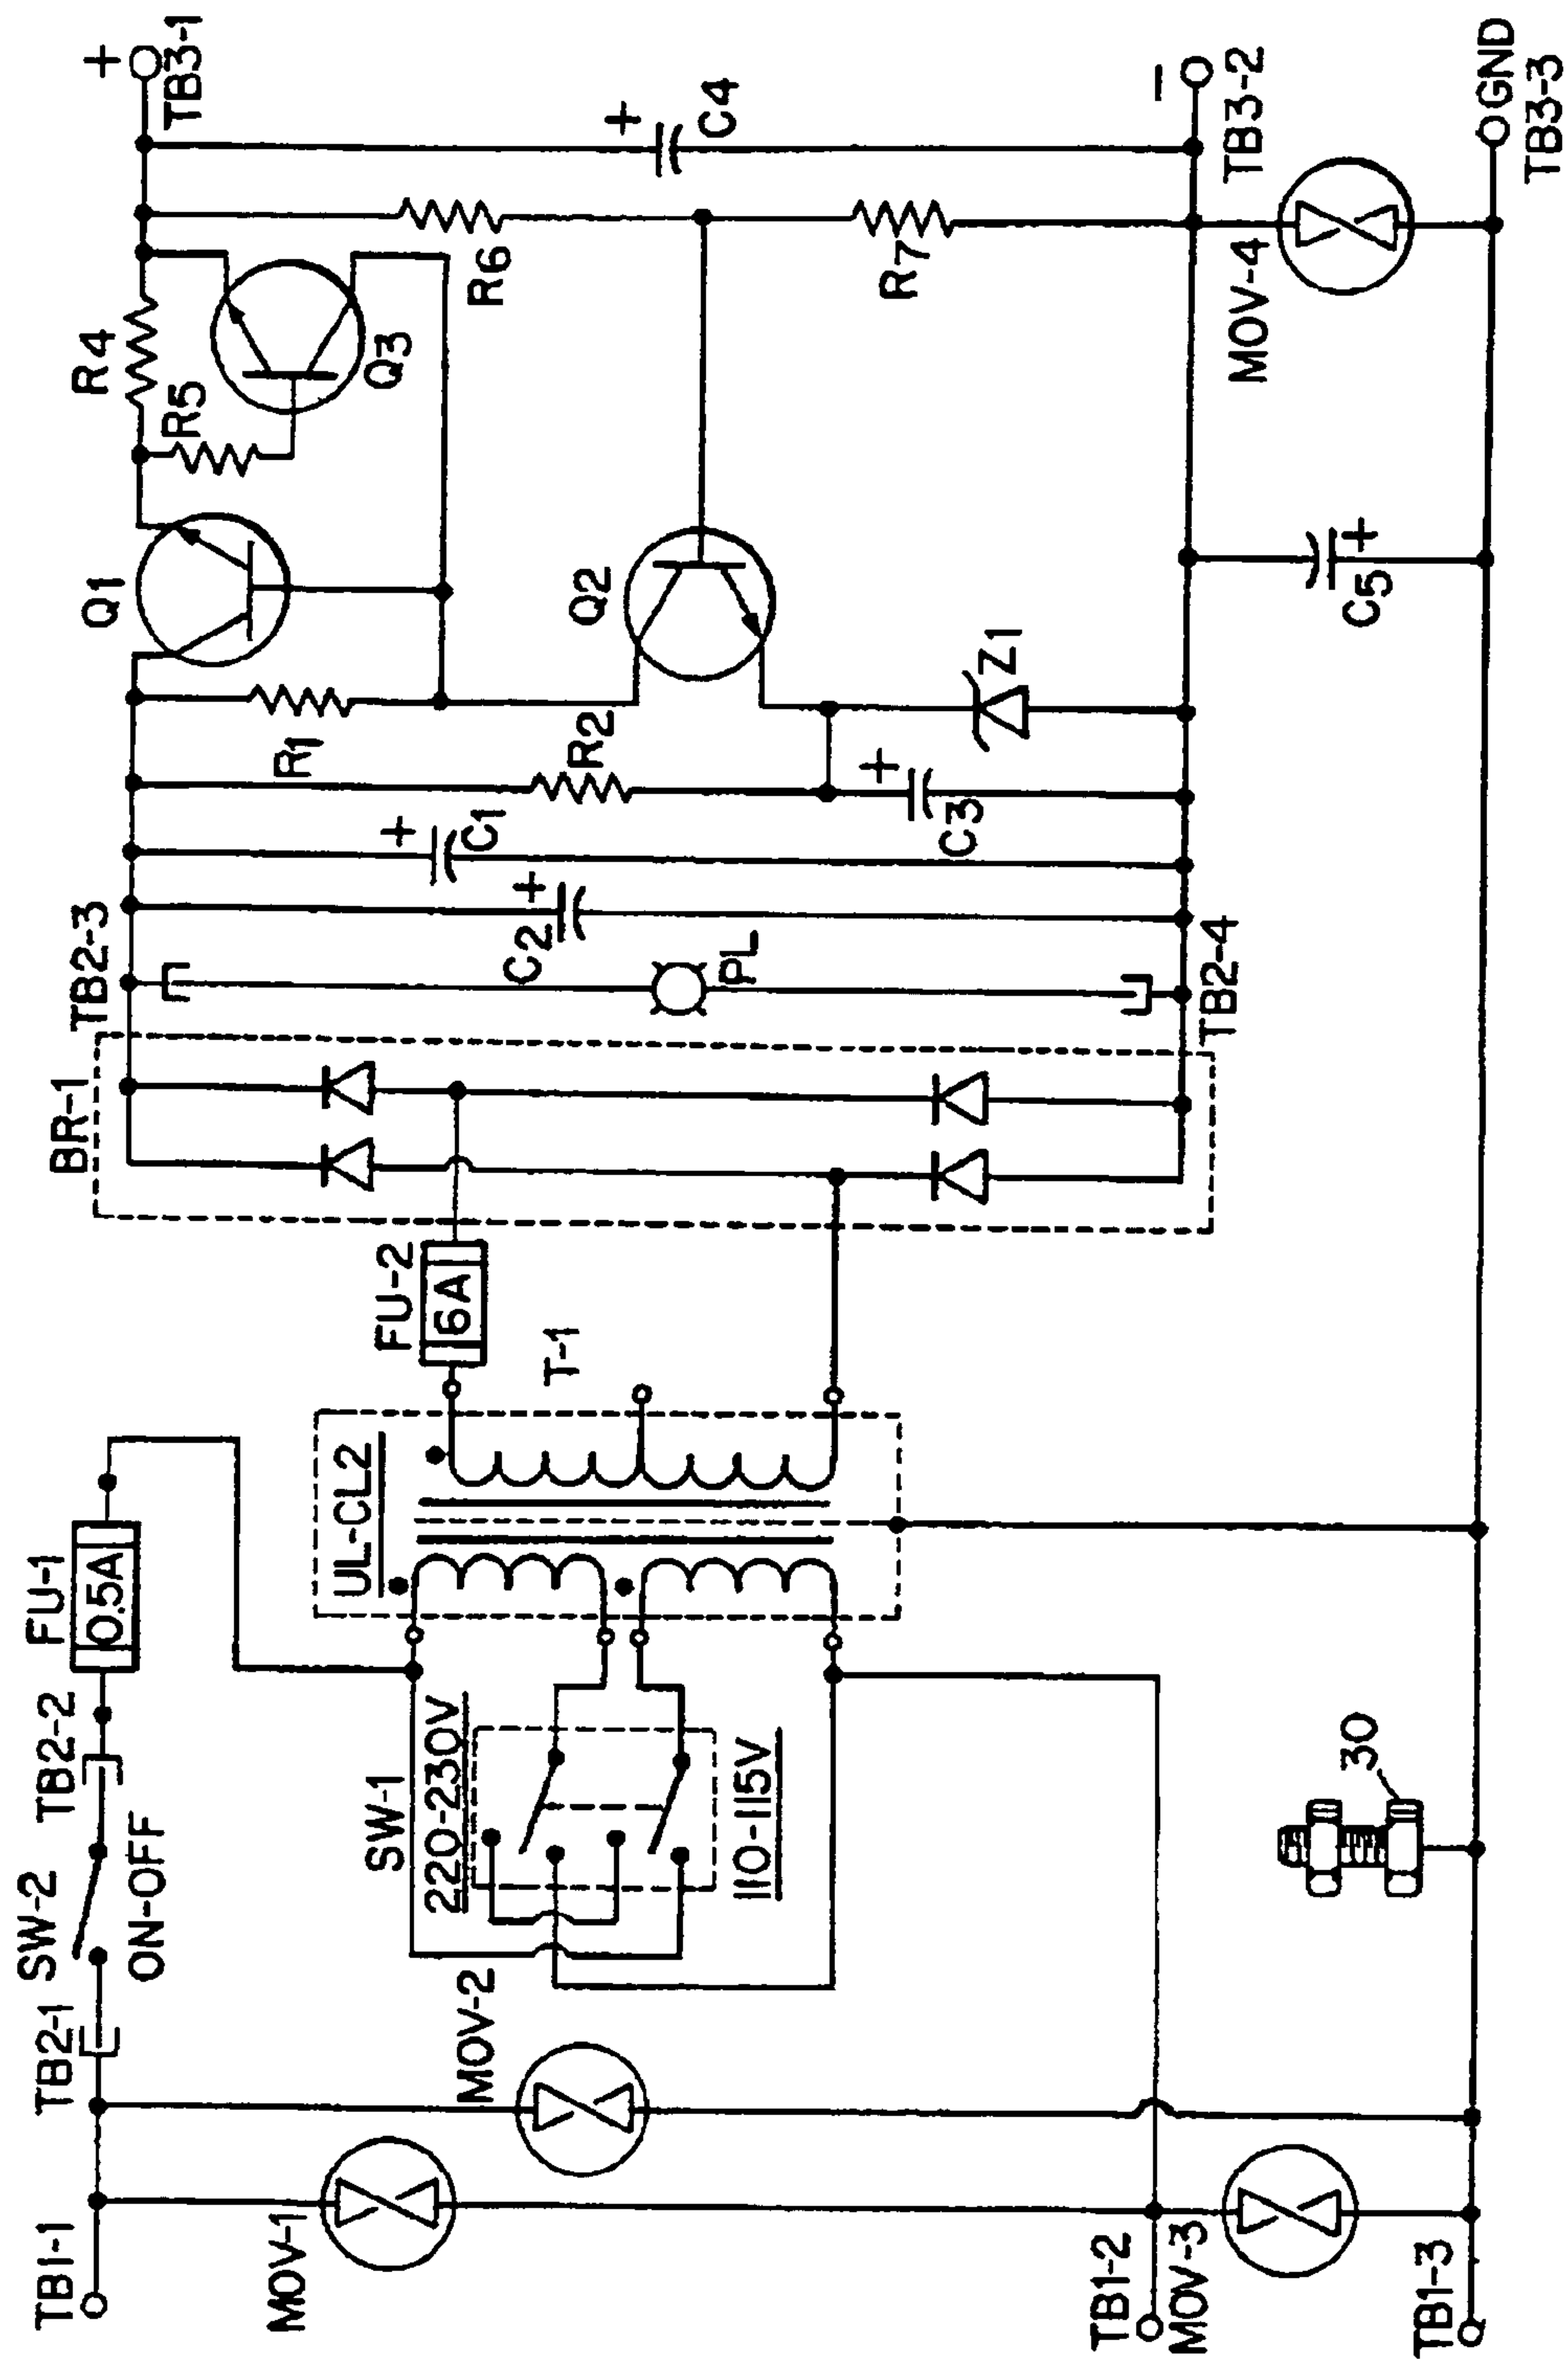 TB1-1
MOV-1
TB1-2
MOV-3
TB1-3
MOV-2
TB2-1
SW-2
ON-OFF
TB2-2
FU-1
0.5A
SW-1
220-230V
110-115V
30
UL-CL2
T-1
FU-2
6A
BR-1
TB2-3
PL
TB2-4
C2
+
C1
+
R1
R2
C3
+
Z1
Q1
Q2
C5
+
R5
R4
Q3
R6
R7
MOV-4
C4
+
+
TB3-1
−
TB3-2
GND
TB3-3